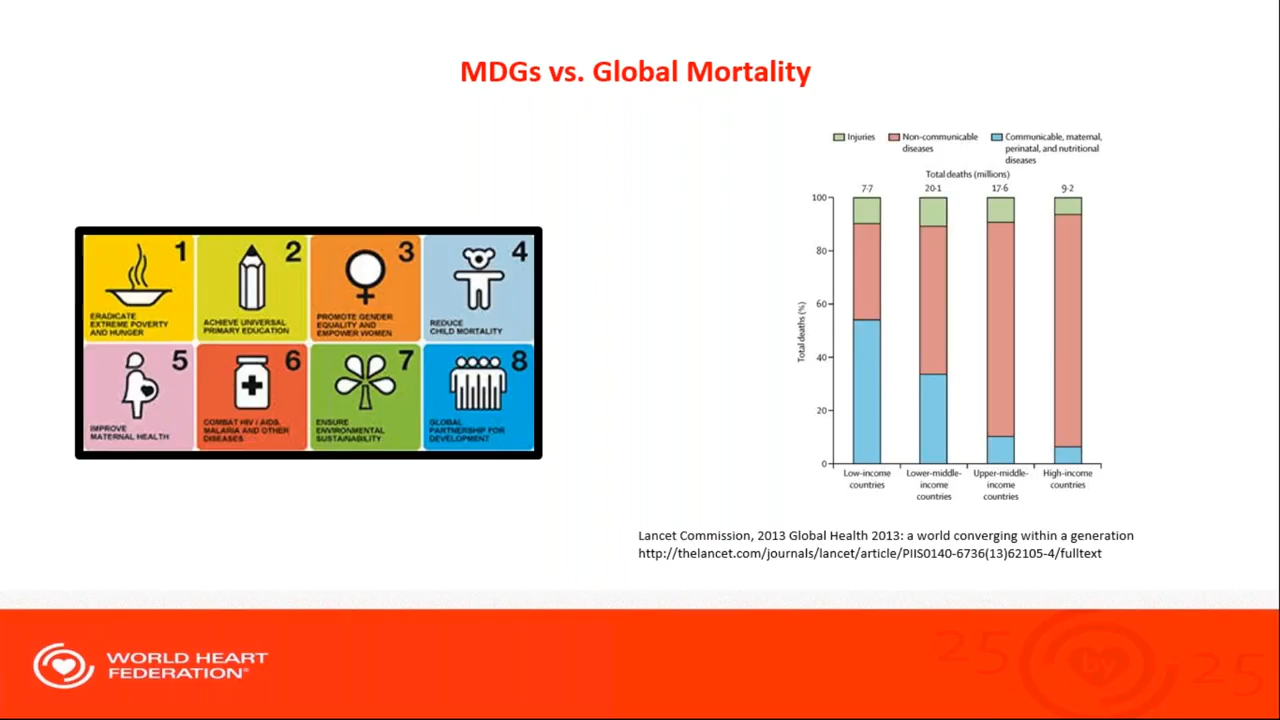 MDGs vs. Global Mortality
1
ERADICATE
EXTREME POVERTY
AND HUNGER
2
ACHIEVE UNIVERSAL
PRIMARY EDUCATION
3
PROMOTE GENDER
EQUALITY AND
EMPOWER WOMEN
4
REDUCE
CHILD MORTALITY
5
IMPROVE
MATERNAL HEALTH
6
COMBAT HIV / AIDS,
MALARIA AND OTHER
DISEASES
7
ENSURE
ENVIRONMENTAL
SUSTAINABILITY
8
GLOBAL
PARTNERSHIP FOR
DEVELOPMENT
Injuries
Non-communicable
diseases
Communicable, maternal,
perinatal, and nutritional
diseases
Total deaths (millions)
7·7 20·1 17·6 9·2
Total deaths (%)
100
80
60
40
20
0
Low-income
countries
Lower-middle-
income
countries
Upper-middle-
income
countries
High-income
countries
Lancet Commission, 2013 Global Health 2013: a world converging within a generation
http://thelancet.com/journals/lancet/article/PIIS0140-6736(13)62105-4/fulltext
WORLD HEART
FEDERATION®
25 by 25